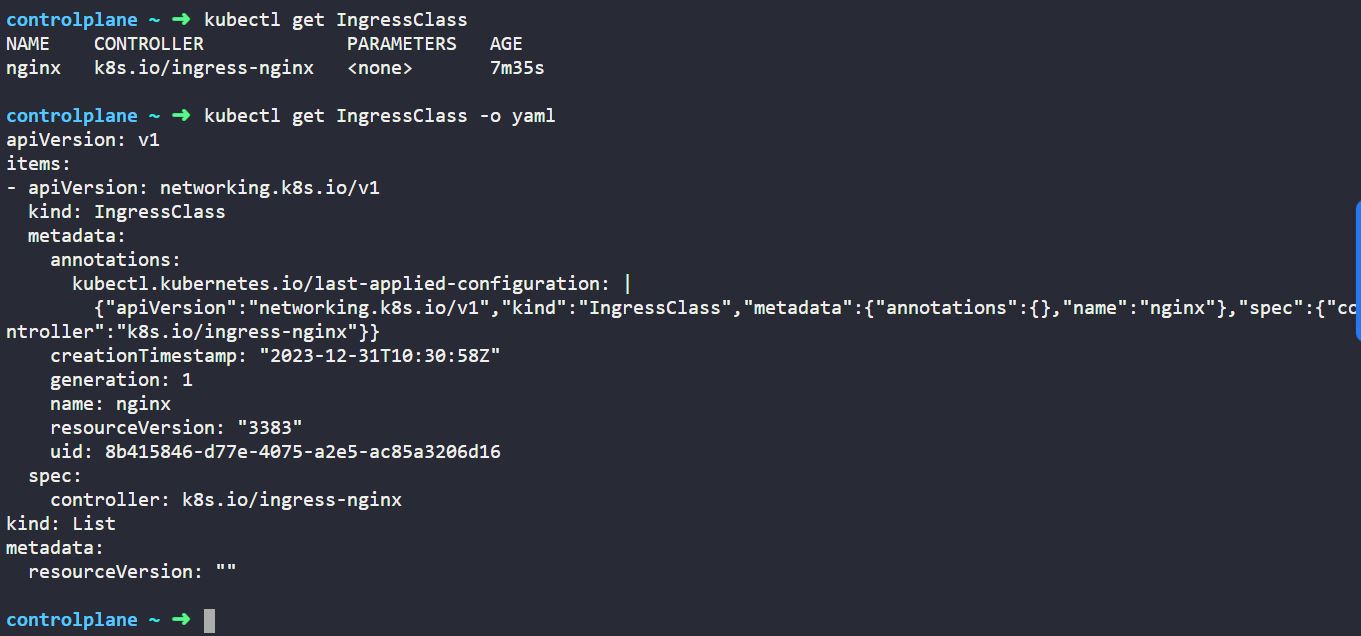 controlplane ~ ➜ kubectl get IngressClass
NAME    CONTROLLER             PARAMETERS   AGE
nginx   k8s.io/ingress-nginx   <none>       7m35s

controlplane ~ ➜ kubectl get IngressClass -o yaml
apiVersion: v1
items:
- apiVersion: networking.k8s.io/v1
  kind: IngressClass
  metadata:
    annotations:
      kubectl.kubernetes.io/last-applied-configuration: |
        {"apiVersion":"networking.k8s.io/v1","kind":"IngressClass","metadata":{"annotations":{},"name":"nginx"},"spec":{"co
ntroller":"k8s.io/ingress-nginx"}}
    creationTimestamp: "2023-12-31T10:30:58Z"
    generation: 1
    name: nginx
    resourceVersion: "3383"
    uid: 8b415846-d77e-4075-a2e5-ac85a3206d16
  spec:
    controller: k8s.io/ingress-nginx
kind: List
metadata:
  resourceVersion: ""

controlplane ~ ➜